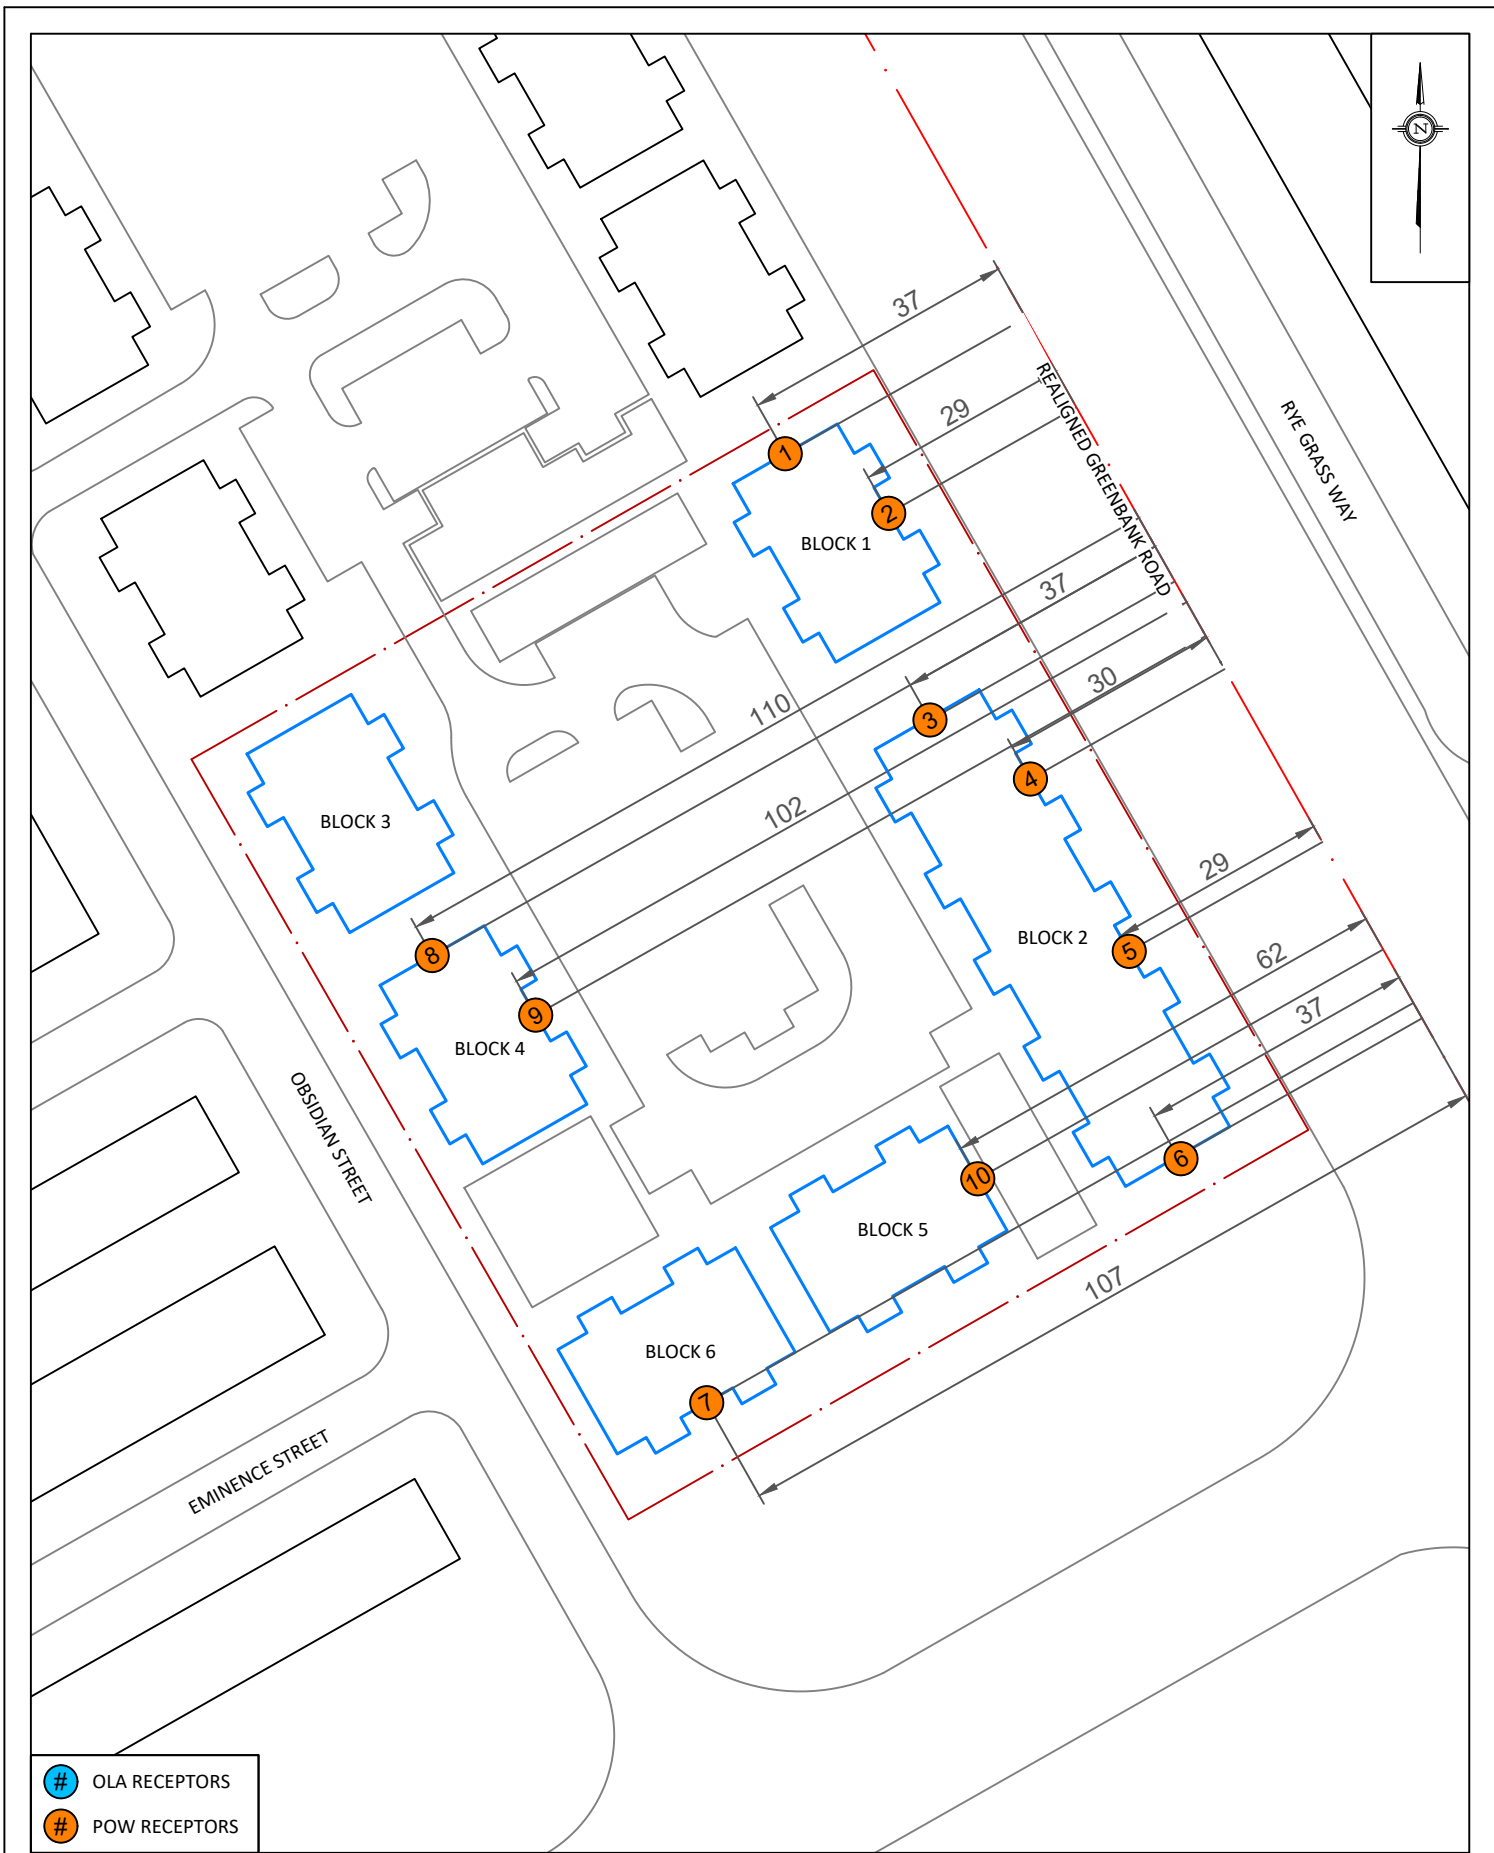 N
37
REALIGNED GREENBANK ROAD
RYE GRASS WAY
29
1
2
BLOCK 1
37
30
110
3
4
102
BLOCK 3
29
BLOCK 2
5
62
8
9
37
BLOCK 4
OBSIDIAN STREET
6
10
BLOCK 5
107
BLOCK 6
7
EMINENCE STREET
# OLA RECEPTORS
# POW RECEPTORS